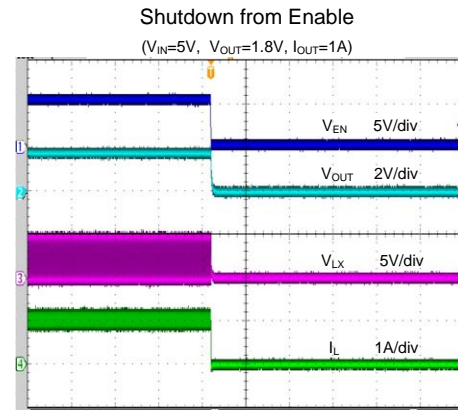 Shutdown from Enable
(VIN=5V, VOUT=1.8V, IOUT=1A)
T
1
VEN 5V/div
VOUT 2V/div
2
VLX 5V/div
3
IL 1A/div
4